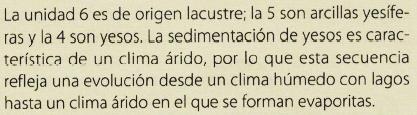 La unidad 6 es de origen lacustre; la 5 son arcillas yesífe-
ras y la 4 son yesos. La sedimentación de yesos es carac-
terística de un clima árido, por lo que esta secuencia
refleja una evolución desde un clima húmedo con lagos
hasta un clima árido en el que se forman evaporitas.